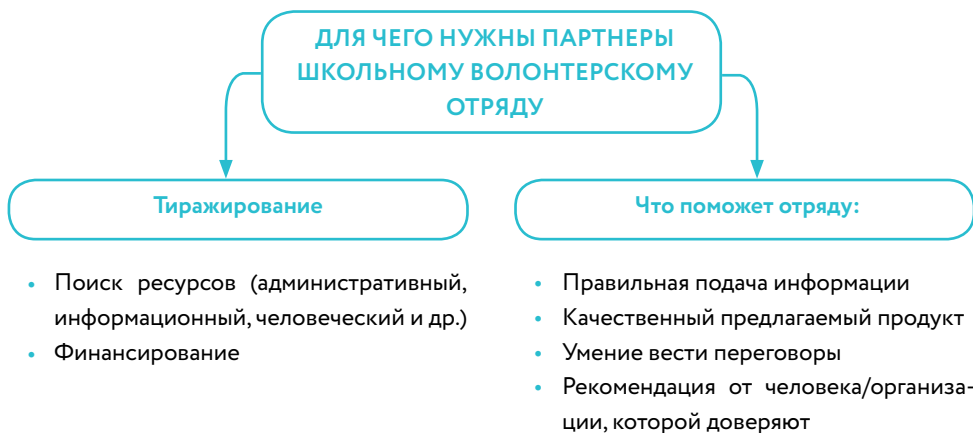 ДЛЯ ЧЕГО НУЖНЫ ПАРТНЕРЫ
ШКОЛЬНОМУ ВОЛОНТЕРСКОМУ
ОТРЯДУ
Тиражирование
• Поиск ресурсов (административный,
информационный, человеческий и др.)
• Финансирование
Что поможет отряду:
• Правильная подача информации
• Качественный предлагаемый продукт
• Умение вести переговоры
• Рекомендация от человека/организа-
ции, которой доверяют